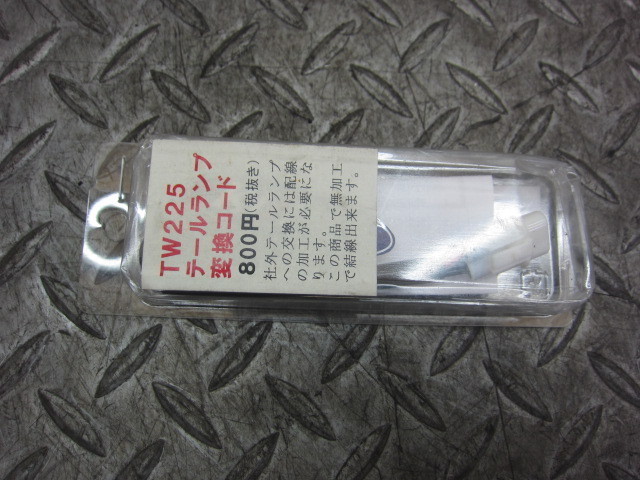 TW225
テールランプ
変換コード
800円(税抜き)
社外テールランプ
への交換には配線
の加工が必要にな
ります。
この商品で無加工
で結線出来ます。